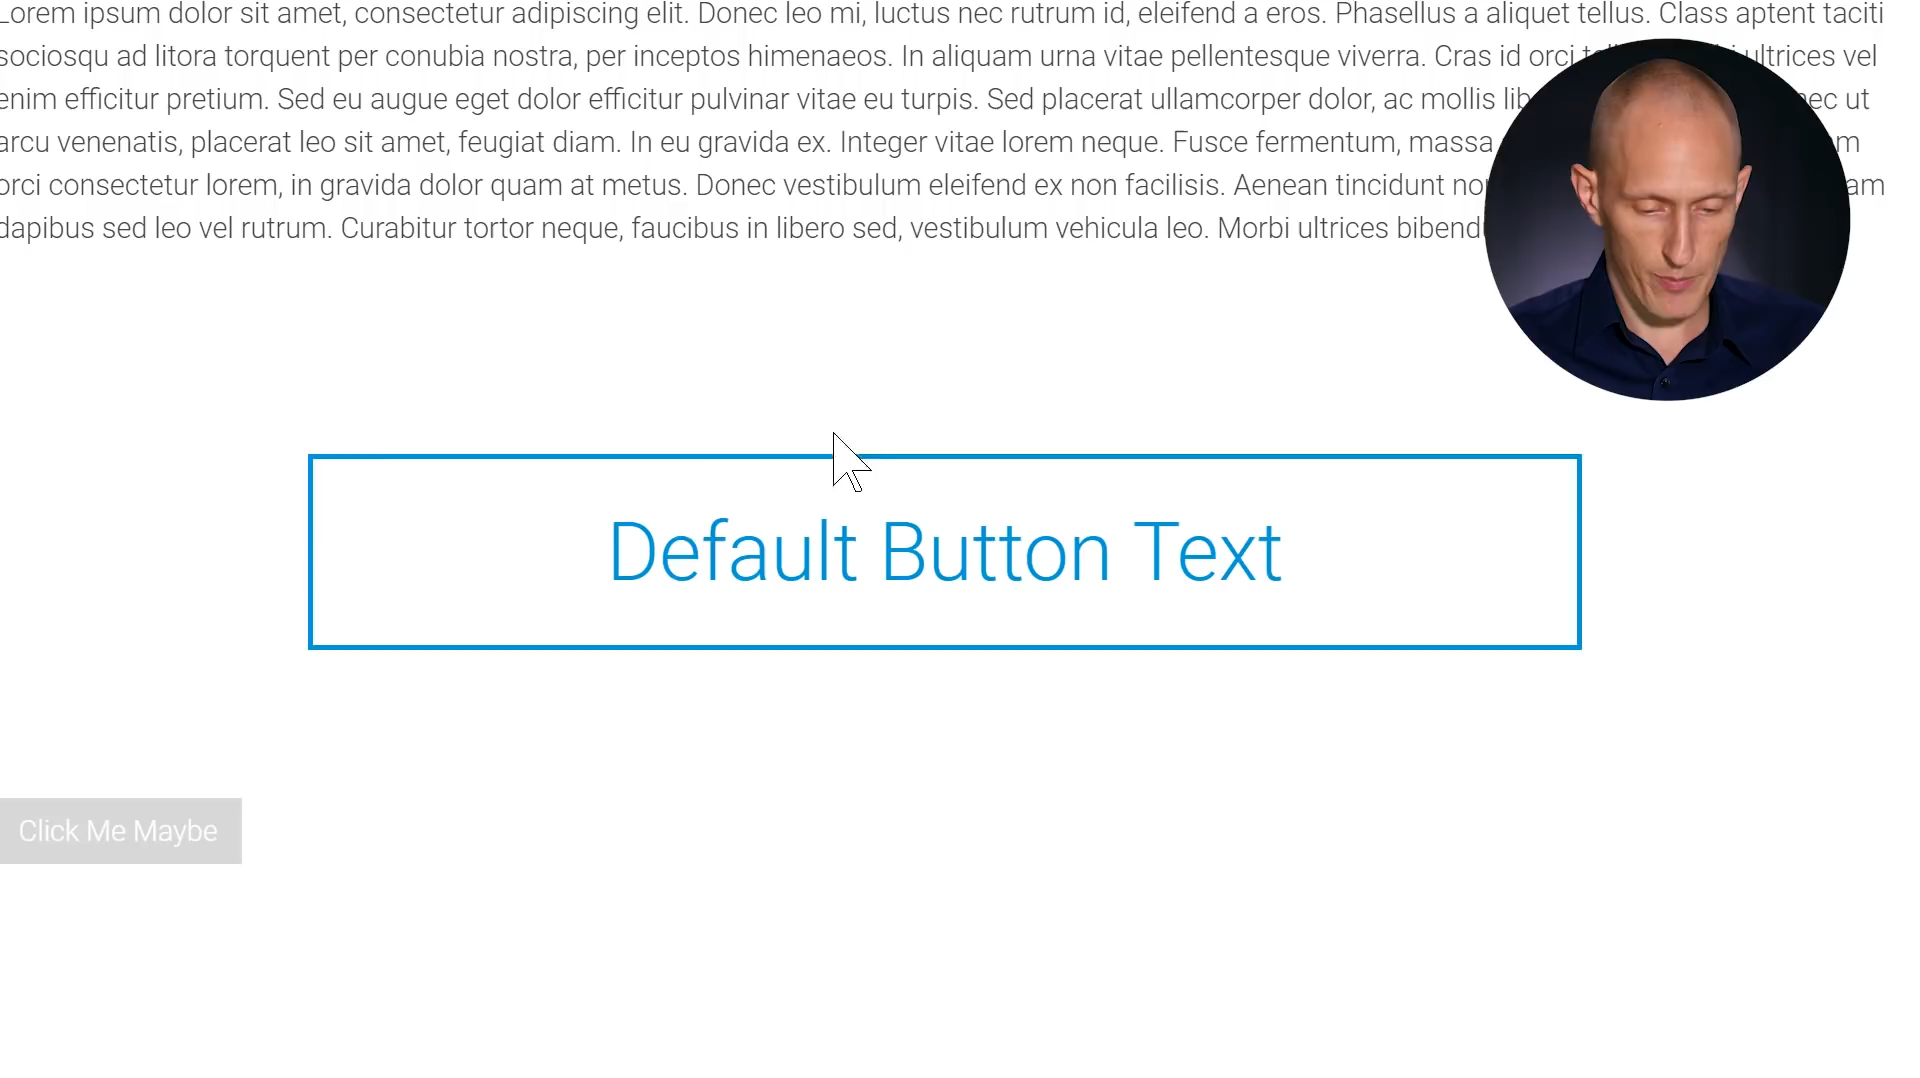 Lorem ipsum dolor sit amet, consectetur adipiscing elit. Donec leo mi, luctus nec rutrum id, eleifend a eros. Phasellus a aliquet tellus. Class aptent taciti
sociosqu ad litora torquent per conubia nostra, per inceptos himenaeos. In aliquam urna vitae pellentesque viverra. Cras id orci ultrices vel
enim efficitur pretium. Sed eu augue eget dolor efficitur pulvinar vitae eu turpis. Sed placerat ullamcorper dolor, ac mollis ut
arcu venenatis, placerat leo sit amet, feugiat diam. In eu gravida ex. Integer vitae lorem neque. Fusce fermentum, massa
orci consectetur lorem, in gravida dolor quam at metus. Donec vestibulum eleifend ex non facilisis. Aenean tincidunt
dapibus sed leo vel rutrum. Curabitur tortor neque, faucibus in libero sed, vestibulum vehicula leo. Morbi ultrices
Default Button Text
Click Me Maybe